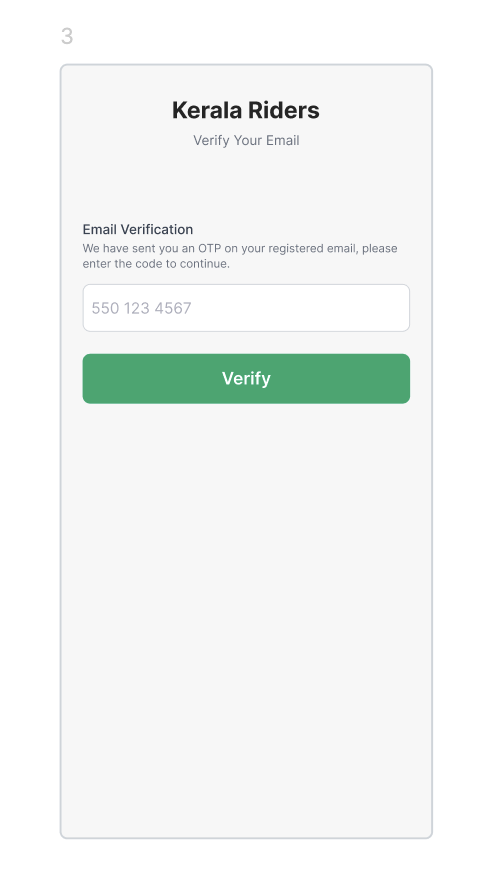 3
Kerala Riders
Verify Your Email
Email Verification
We have sent you an OTP on your registered email, please
enter the code to continue.
550 123 4567
Verify